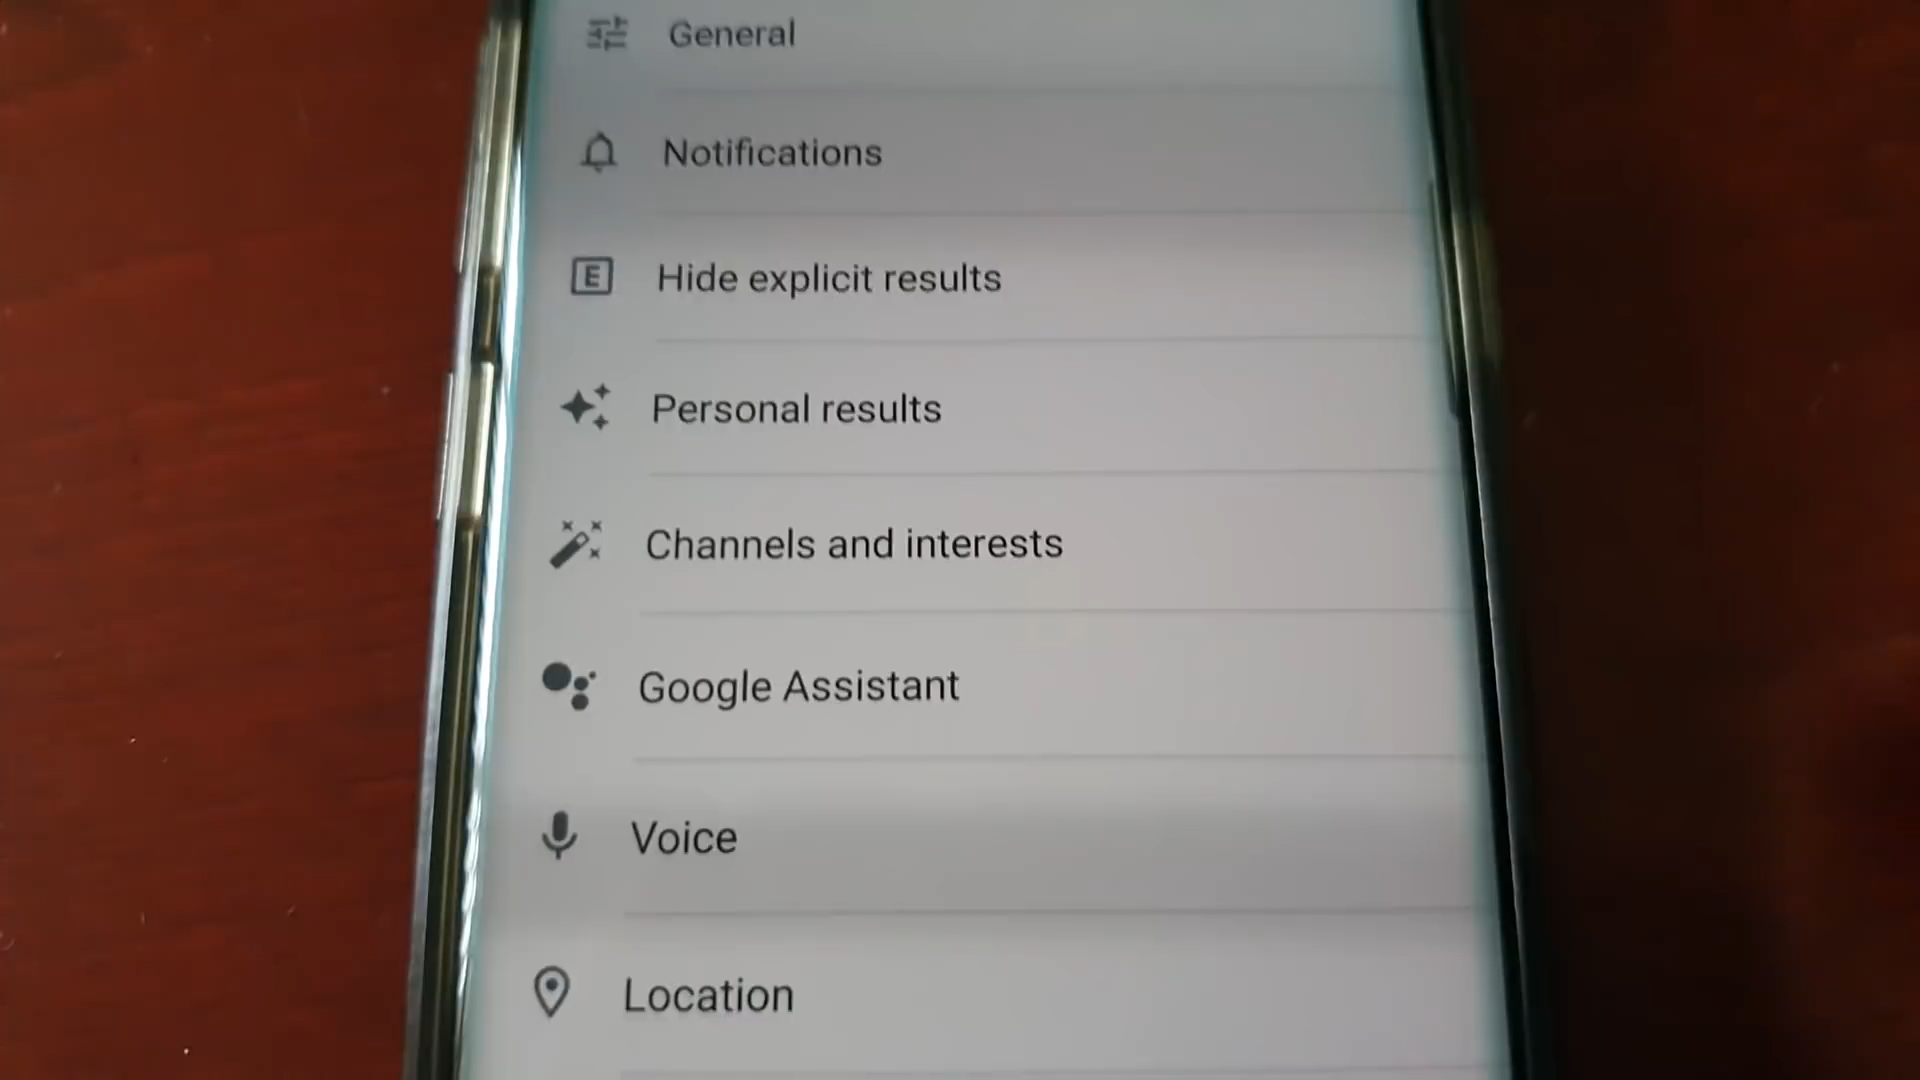 General
Notifications
E
Hide explicit results
Personal results
Channels and interests
Google Assistant
Voice
Location